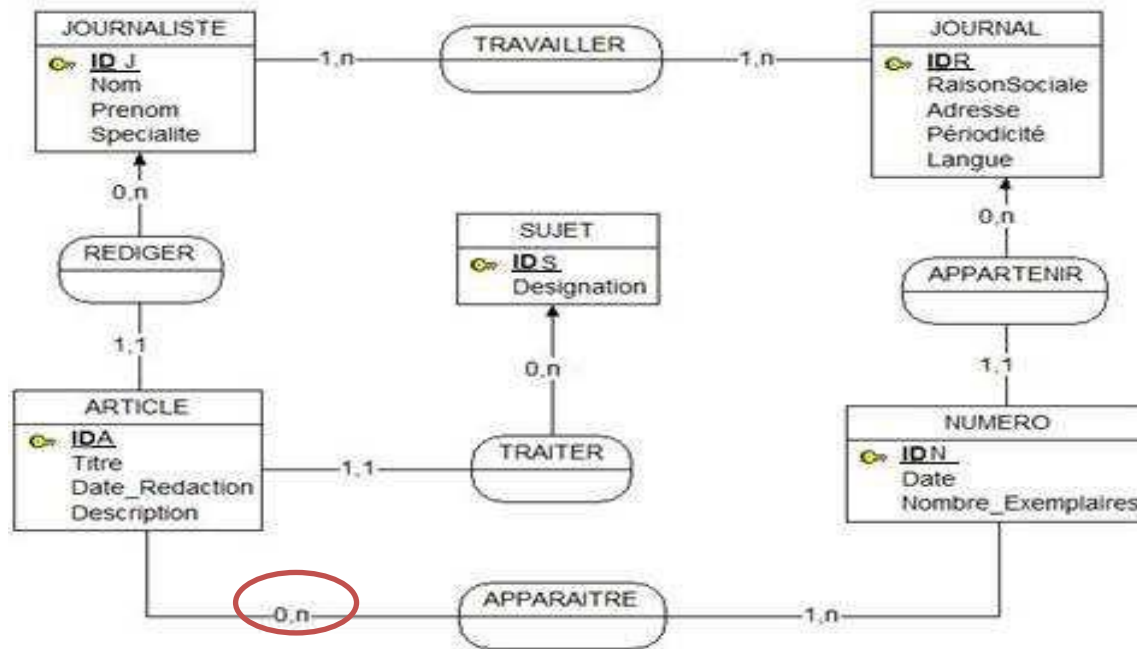 JOURNALISTE
ID J
Nom
Prenom
Specialite
1,n
TRAVAILLER
1,n
JOURNAL
IDR
RaisonSociale
Adresse
Périodicité
Langue
0,n
REDIGER
1,1
SUJET
IDS
Designation
0,n
0,n
APPARTENIR
1,1
ARTICLE
IDA
Titre
Date_Redaction
Description
1,1
TRAITER
NUMERO
IDN
Date
Nombre_Exemplaires
0,n
APPARAITRE
1,n